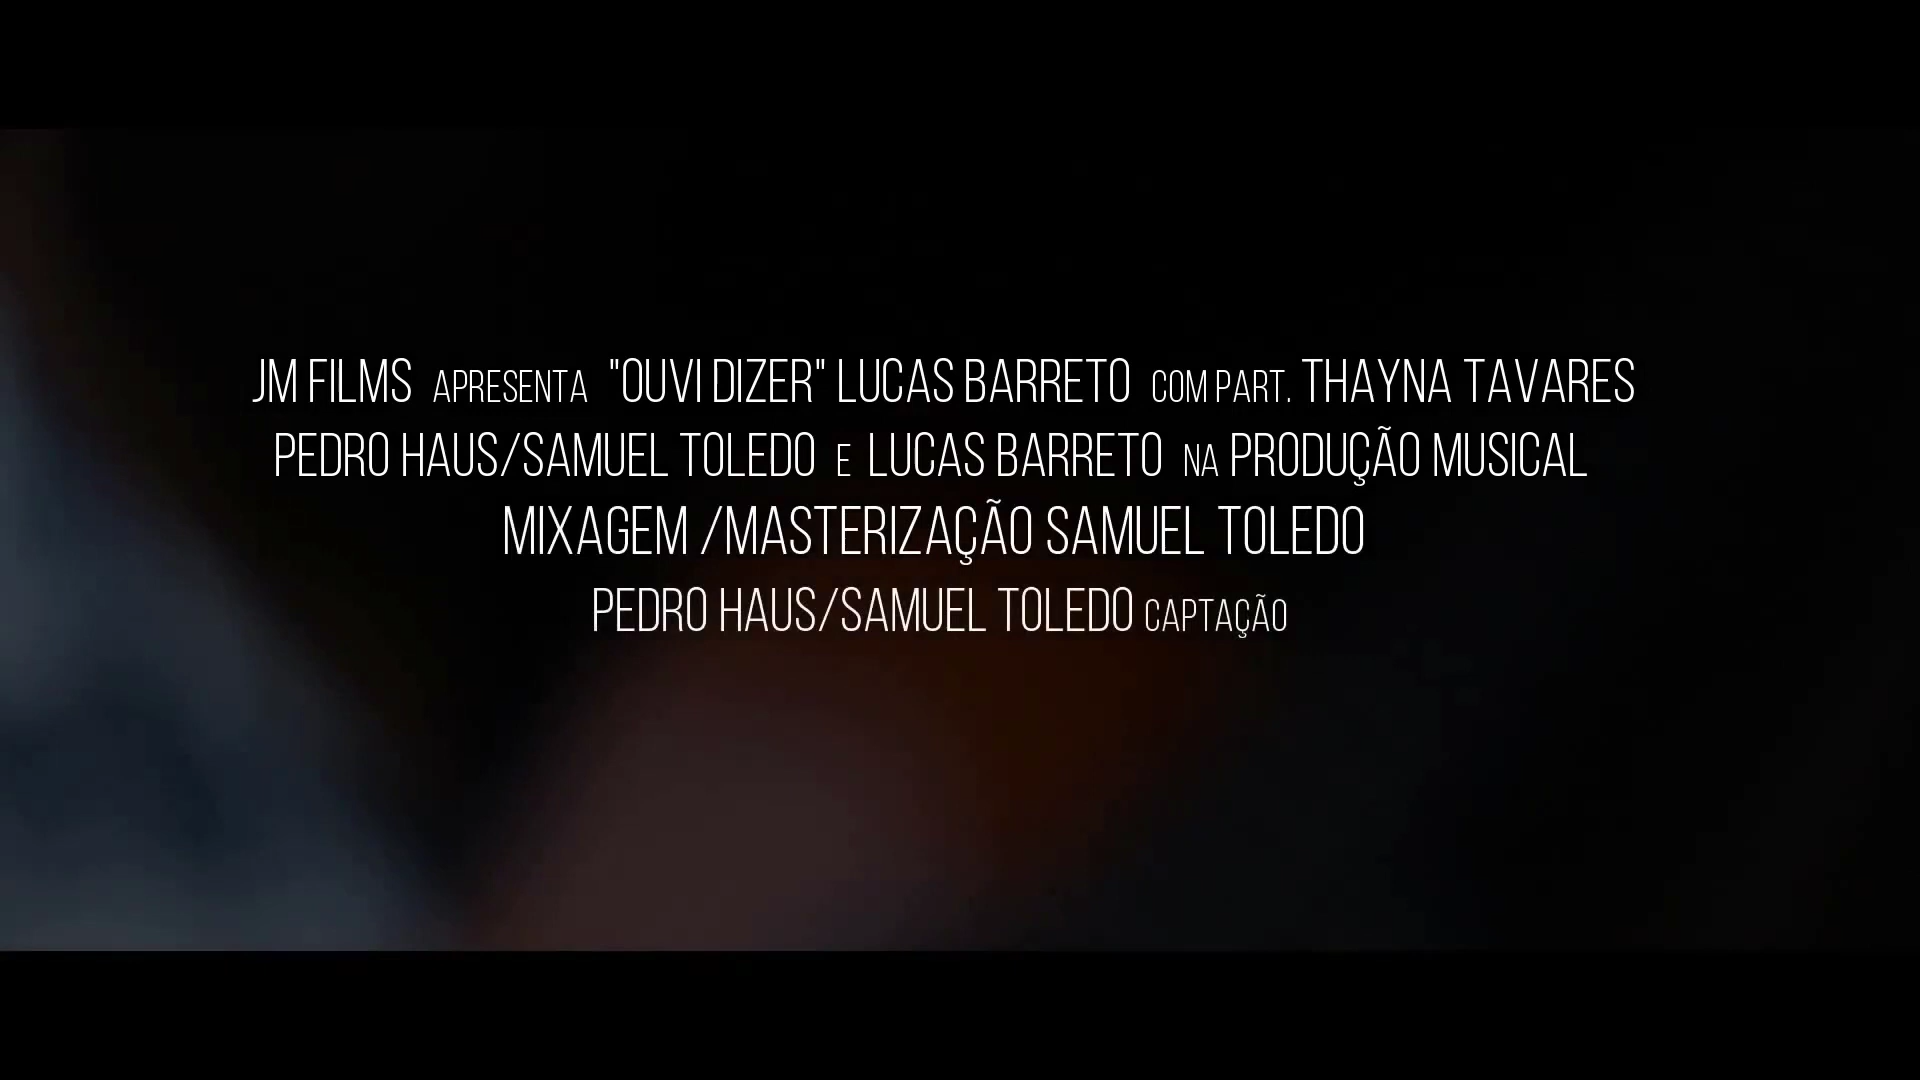 JM FILMS APRESENTA "OUVI DIZER" LUCAS BARRETO COM PART. THAYNA TAVARES
PEDRO HAUS/SAMUEL TOLEDO E LUCAS BARRETO NA PRODUÇÃO MUSICAL
MIXAGEM /MASTERIZAÇÃO SAMUEL TOLEDO
PEDRO HAUS/SAMUEL TOLEDO CAPTAÇÃO